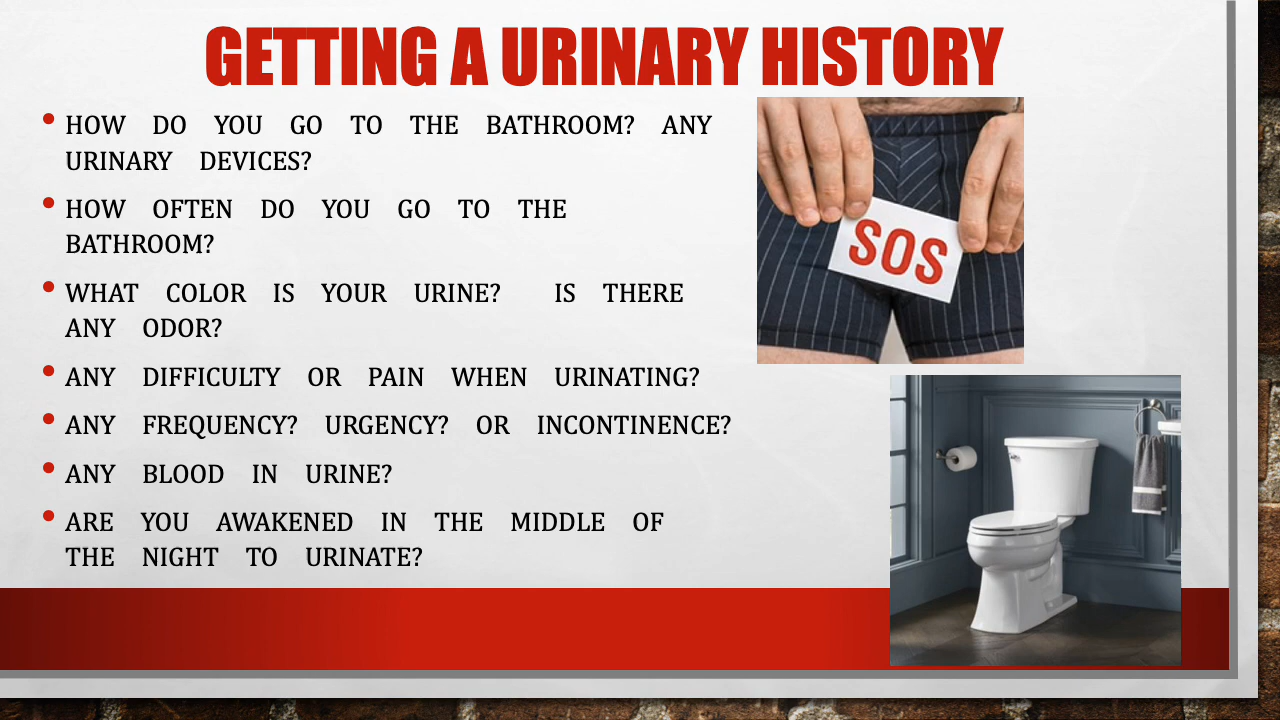 GETTING A URINARY HISTORY
• HOW DO YOU GO TO THE BATHROOM? ANY
URINARY DEVICES?
• HOW OFTEN DO YOU GO TO THE
BATHROOM?
• WHAT COLOR IS YOUR URINE? IS THERE
ANY ODOR?
• ANY DIFFICULTY OR PAIN WHEN URINATING?
• ANY FREQUENCY? URGENCY? OR INCONTINENCE?
• ANY BLOOD IN URINE?
• ARE YOU AWAKENED IN THE MIDDLE OF
THE NIGHT TO URINATE?
SOS